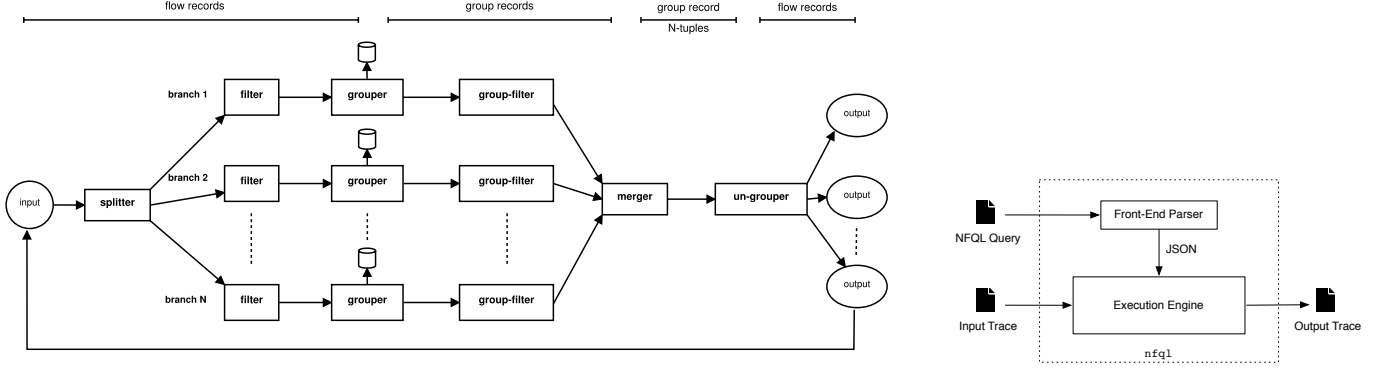 flow records
group records
group record
N-tuples
flow records
branch 1
filter
grouper
group-filter
branch 2
filter
grouper
group-filter
branch N
filter
grouper
group-filter
input
splitter
merger
un-grouper
output
output
output
NFQL Query
Front-End Parser
JSON
Input Trace
Execution Engine
Output Trace
nfql